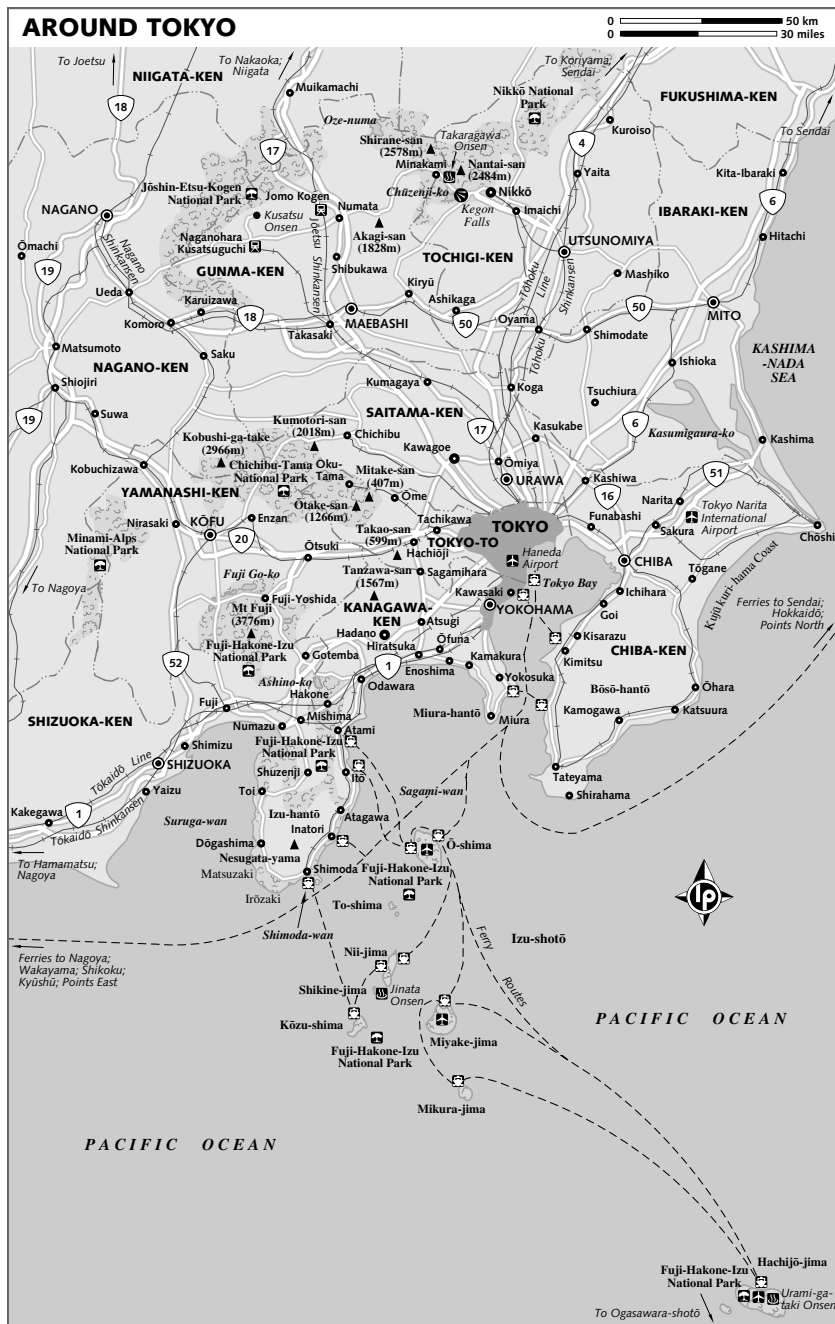 AROUND TOKYO
0 50 km
0 30 miles
To Joetsu
NIIGATA-KEN
To Nakaoka;
Niigata
To Koriyama;
Sendai
Muikamachi
Nikkō National
Park
FUKUSHIMA-KEN
18
Oze-numa
Kuroiso
To Sendai
17
Shirane-san
(2578m)
Takaragawa
Onsen
4
Minakami
Nantai-san
(2484m)
Yaita
Kita-Ibaraki
Jōshin-Etsu-Kogen
National Park
Jomo Kogen
Chūzenji-ko
Nikkō
NAGANO
Numata
Kegon
Falls
Imaichi
IBARAKI-KEN
6
Kusatsu
Onsen
Jōetsu Shinkansen
Akagi-san
(1828m)
UTSUNOMIYA
Hitachi
Ōmachi
Nagano
Shinkansen
Naganohara
Kusatsuguchi
TOCHIGI-KEN
19
GUNMA-KEN
Shibukawa
Tōhoku
Line
Shinkansen
Tōhoku
Mashiko
Ueda
Karuizawa
Kiryū
Ashikaga
50
MITO
Komoro
18
MAEBASHI
50
Oyama
Shimodate
Takasaki
Matsumoto
Saku
Ishioka
KASHIMA
-NADA
SEA
NAGANO-KEN
Shiojiri
Kumagaya
Koga
Tsuchiura
19
Suwa
SAITAMA-KEN
17
6
Kumotori-san
(2018m)
Kasukabe
Kasumigaura-ko
Kobushi-ga-take
(2966m)
Chichibu
Kawagoe
Kashima
Kobuchizawa
Chichibu-Tama
National Park
Ōku-
Tama
Mitake-san
(407m)
Ōmiya
URAWA
Kashiwa
51
YAMANASHI-KEN
Ōme
16
Narita
Tokyo Narita
International
Airport
Nirasaki
KŌFU
Enzan
Otake-san
(1266m)
Tachikawa
TOKYO
Funabashi
Sakura
Chōshi
Minami-Alps
National Park
20
Takao-san
(599m)
TOKYO-TO
Ōtsuki
Hachiōji
Haneda
Airport
CHIBA
Tōgane
Kujū kuri-hama Coast
To Nagoya
Fuji Go-ko
Tanzawa-san
(1567m)
Sagamihara
Tokyo Bay
Fuji-Yoshida
Kawasaki
Ichihara
Mt Fuji
(3776m)
KANAGAWA-
KEN
YOKOHAMA
Goi
Ferries to Sendai;
Hokkaidō;
Points North
Hadano
Atsugi
Kisarazu
Fuji-Hakone-Izu
National Park
Hiratsuka
Ōfuna
Kimitsu
CHIBA-KEN
52
Gotemba
1
Enoshima
Kamakura
Ashino-ko
Odawara
Yokosuka
Bōsō-hantō
Ōhara
Hakone
Fuji
Miura-hantō
Miura
Kamogawa
Katsuura
SHIZUOKA-KEN
Numazu
Mishima
Atami
Shimizu
Fuji-Hakone-Izu
National Park
Tōkaidō Line
SHIZUOKA
Shuzenji
Itō
Tateyama
Tōkaidō Shinkansen
Yaizu
Toi
Sagami-wan
Shirahama
Kakegawa
1
Suruga-wan
Izu-hantō
Atagawa
Inatori
Dōgashima
Nesugata-yama
Ō-shima
To Hamamatsu;
Nagoya
Matsuzaki
Shimoda
Fuji-Hakone-Izu
National Park
lp
Irōzaki
To-shima
Shimoda-wan
Ferry
Routes
Izu-shotō
Ferries to Nagoya;
Wakayama; Shikoku;
Kyūshū; Points East
Nii-jima
Shikine-jima
Jinata
Onsen
Kōzu-shima
Miyake-jima
PACIFIC OCEAN
Fuji-Hakone-Izu
National Park
Mikura-jima
PACIFIC OCEAN
Hachijō-jima
Fuji-Hakone-Izu
National Park
Urami-ga-
taki Onsen
To Ogasawara-shotō